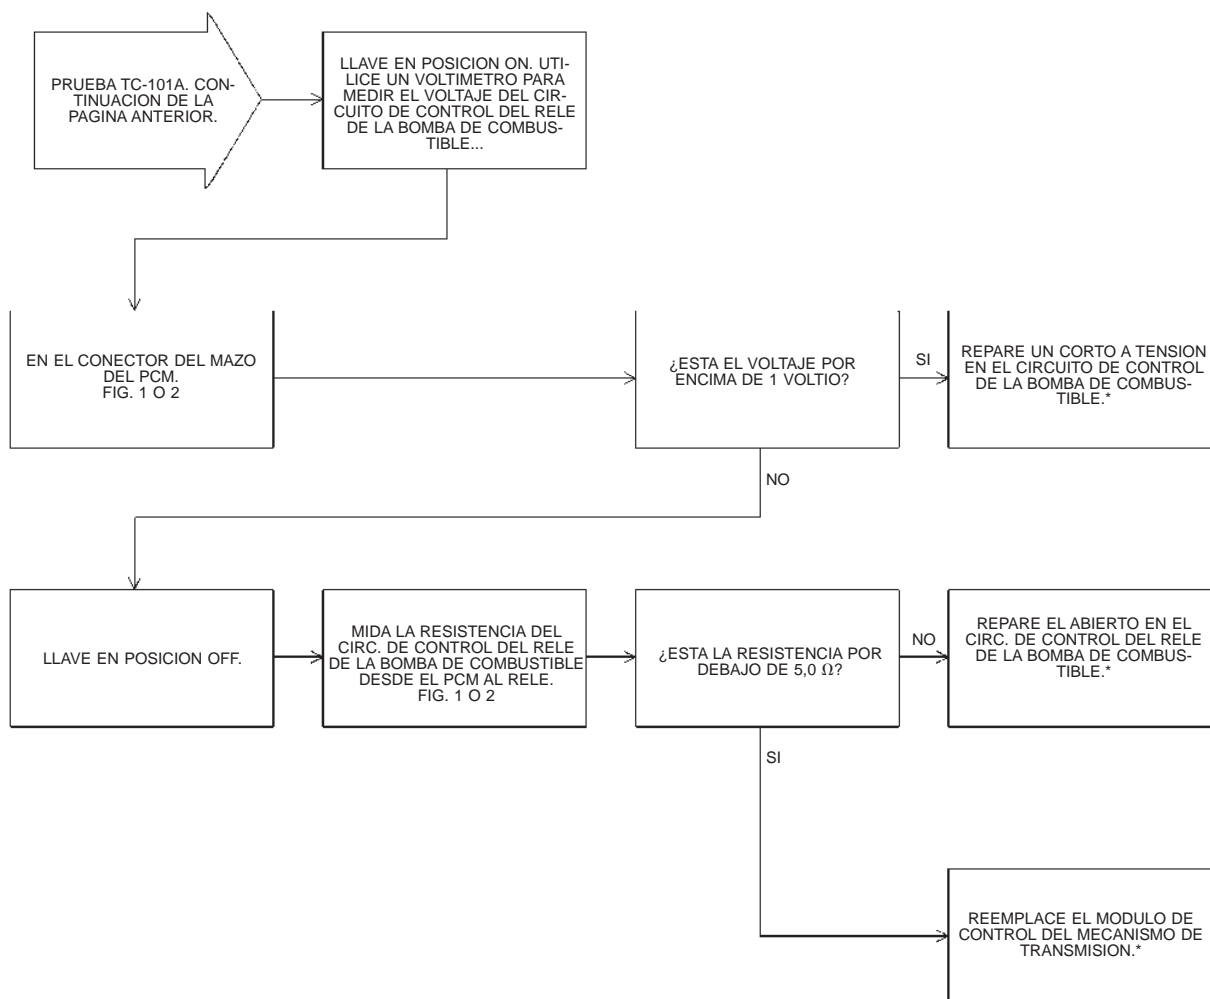 PRUEBA TC-101A. CON-
TINUACION DE LA
PAGINA ANTERIOR.
LLAVE EN POSICION ON. UTI-
LICE UN VOLTIMETRO PARA
MEDIR EL VOLTAJE DEL CIR-
CUITO DE CONTROL DEL RELE
DE LA BOMBA DE COMBUS-
TIBLE...
EN EL CONECTOR DEL MAZO
DEL PCM.
FIG. 1 O 2
¿ESTA EL VOLTAJE POR
ENCIMA DE 1 VOLTIO?
SI
REPARE UN CORTO A TENSION
EN EL CIRCUITO DE CONTROL
DE LA BOMBA DE COMBUS-
TIBLE.*
NO
LLAVE EN POSICION OFF.
MIDA LA RESISTENCIA DEL
CIRC. DE CONTROL DEL RELE
DE LA BOMBA DE COMBUSTIBLE
DESDE EL PCM AL RELE.
FIG. 1 O 2
¿ESTA LA RESISTENCIA POR
DEBAJO DE 5,0 Ω?
NO
REPARE EL ABIERTO EN EL
CIRC. DE CONTROL DEL RELE
DE LA BOMBA DE COMBUS-
TIBLE.*
SI
REEMPLACE EL MODULO DE
CONTROL DEL MECANISMO DE
TRANSMISION.*